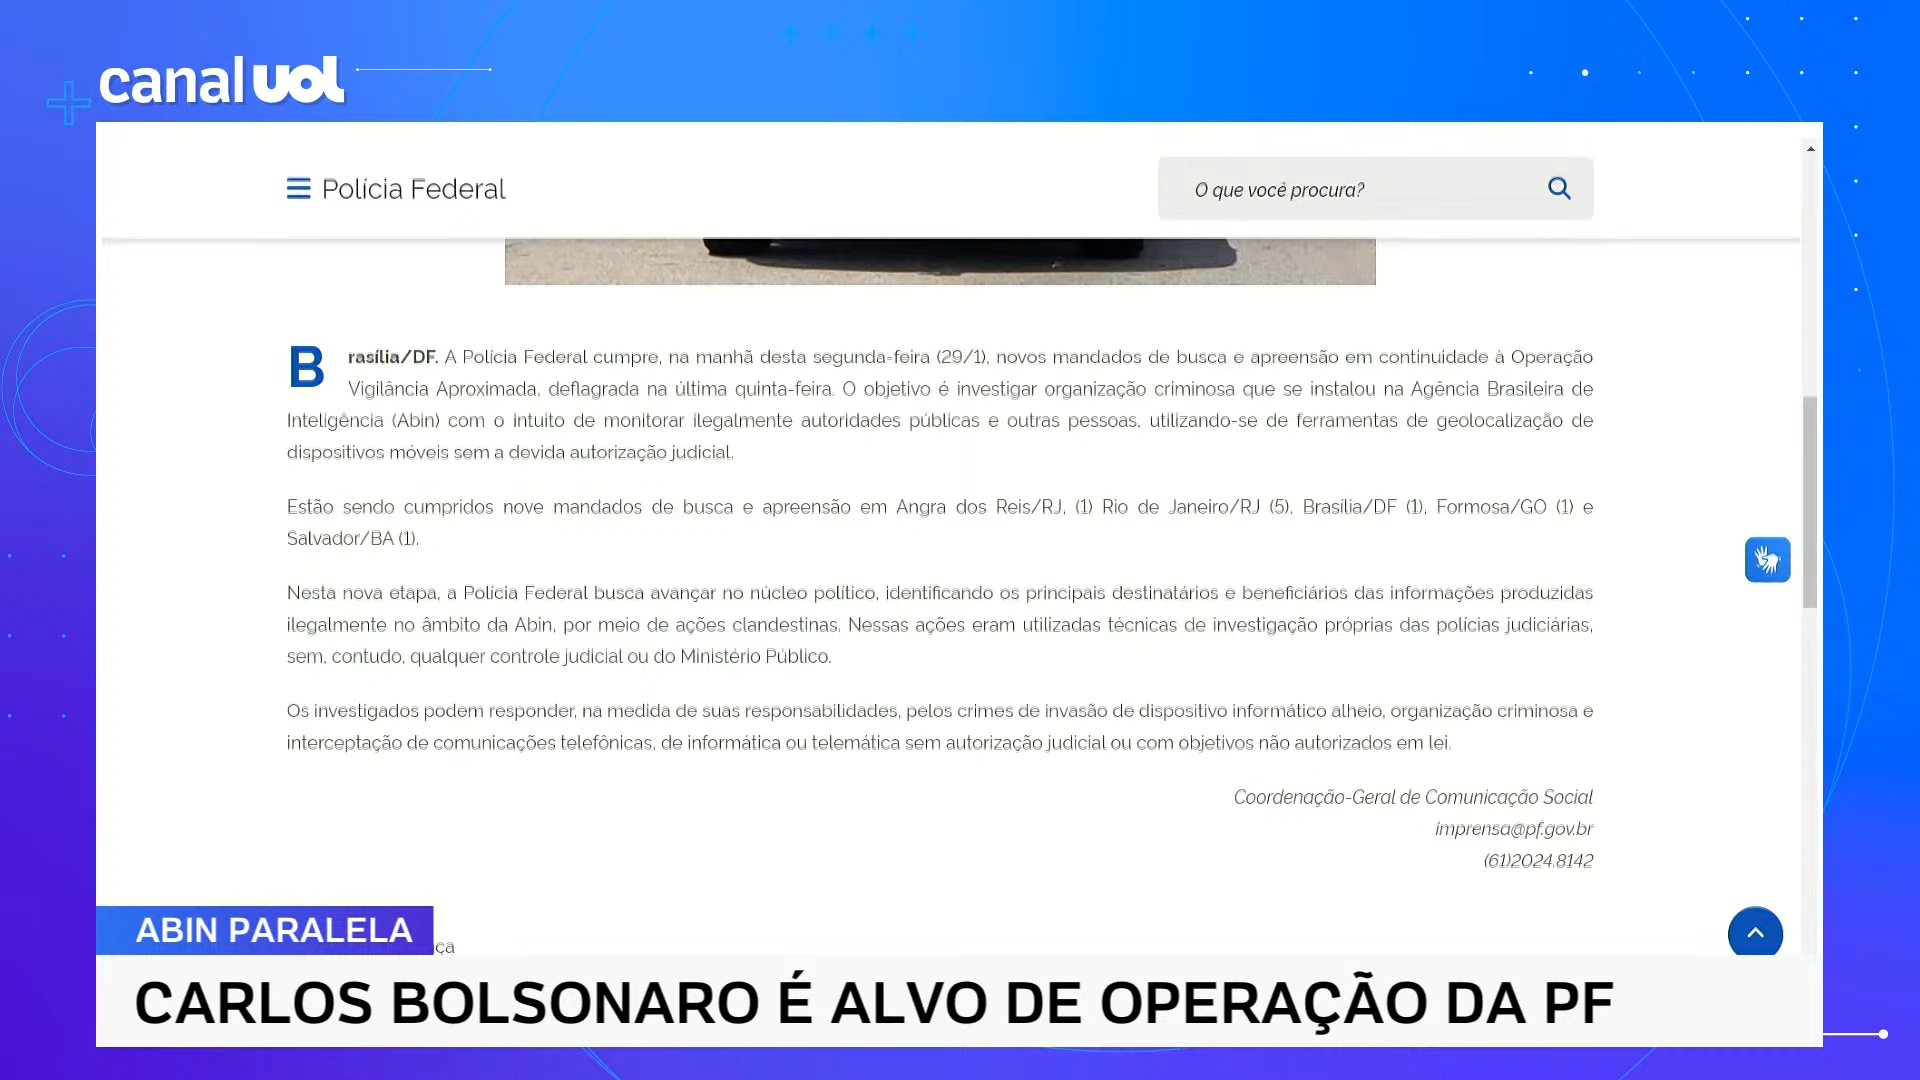 canal uol
Polícia Federal
O que você procura?
Brasília/DF. A Polícia Federal cumpre, na manhã desta segunda-feira (29/1), novos mandados de busca e apreensão em continuidade à Operação
Vigilância Aproximada, deflagrada na última quinta-feira. O objetivo é investigar organização criminosa que se instalou na Agência Brasileira de
Inteligência (Abin) com o intuito de monitorar ilegalmente autoridades públicas e outras pessoas, utilizando-se de ferramentas de geolocalização de
dispositivos móveis sem a devida autorização judicial.
Estão sendo cumpridos nove mandados de busca e apreensão em Angra dos Reis/RJ, (1) Rio de Janeiro/RJ (5), Brasília/DF (1), Formosa/GO (1) e
Salvador/BA (1).
Nesta nova etapa, a Polícia Federal busca avançar no núcleo político, identificando os principais destinatários e beneficiários das informações produzidas
ilegalmente no âmbito da Abin, por meio de ações clandestinas. Nessas ações eram utilizadas técnicas de investigação próprias das polícias judiciárias,
sem, contudo, qualquer controle judicial ou do Ministério Público.
Os investigados podem responder, na medida de suas responsabilidades, pelos crimes de invasão de dispositivo informático alheio, organização criminosa e
interceptação de comunicações telefônicas, de informática ou telemática sem autorização judicial ou com objetivos não autorizados em lei.
Coordenação-Geral de Comunicação Social
imprensa@pf.gov.br
(61)2024.8142
ABIN PARALELA
ça
CARLOS BOLSONARO É ALVO DE OPERAÇÃO DA PF